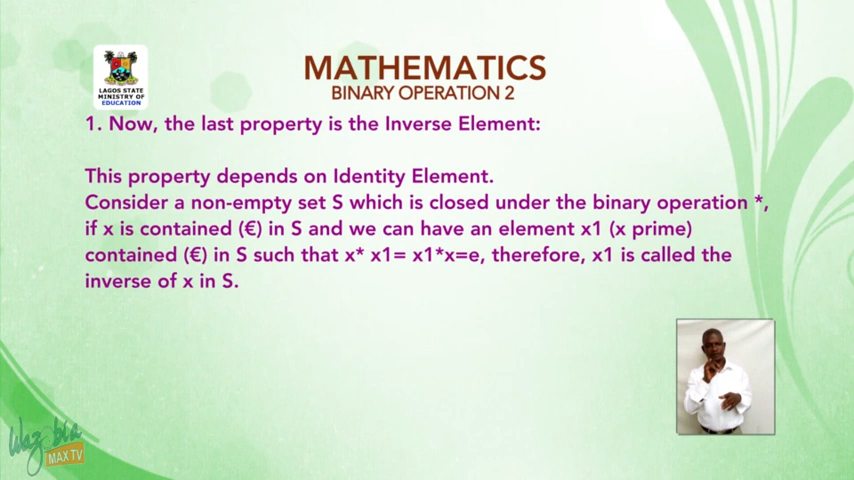 LAGOS STATE
MINISTRY OF
EDUCATION
MATHEMATICS
BINARY OPERATION 2
1. Now, the last property is the Inverse Element:
This property depends on Identity Element.
Consider a non-empty set S which is closed under the binary operation *,
if x is contained (€) in S and we can have an element x1 (x prime)
contained (€) in S such that x* x1= x1*x=e, therefore, x1 is called the
inverse of x in S.
Wazobia
MAX TV